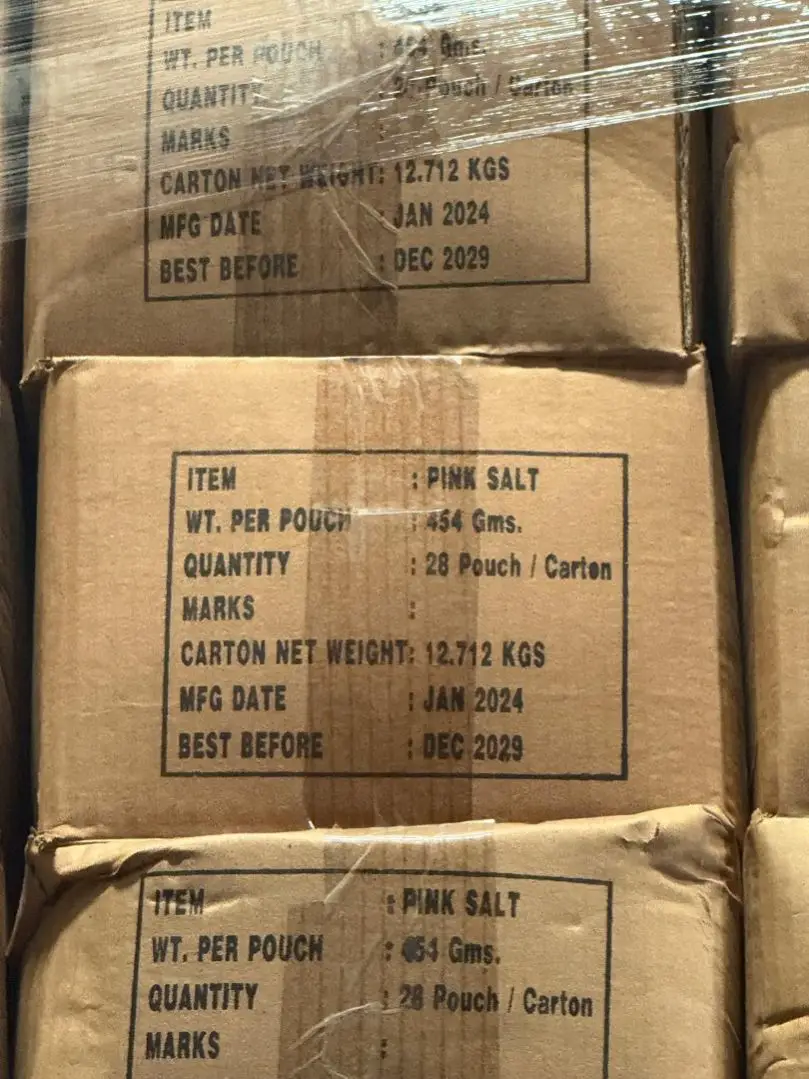 ITEM
WT. PER POUCH : 454 Gms.
QUANTITY : Pouch / Carton
MARKS :
CARTON NET WEIGHT: 12.712 KGS
MFG DATE : JAN 2024
BEST BEFORE : DEC 2029
ITEM : PINK SALT
WT. PER POUCH : 454 Gms.
QUANTITY : 28 Pouch / Carton
MARKS :
CARTON NET WEIGHT: 12.712 KGS
MFG DATE : JAN 2024
BEST BEFORE : DEC 2029
ITEM : PINK SALT
WT. PER POUCH : 454 Gms.
QUANTITY : 28 Pouch / Carton
MARKS :